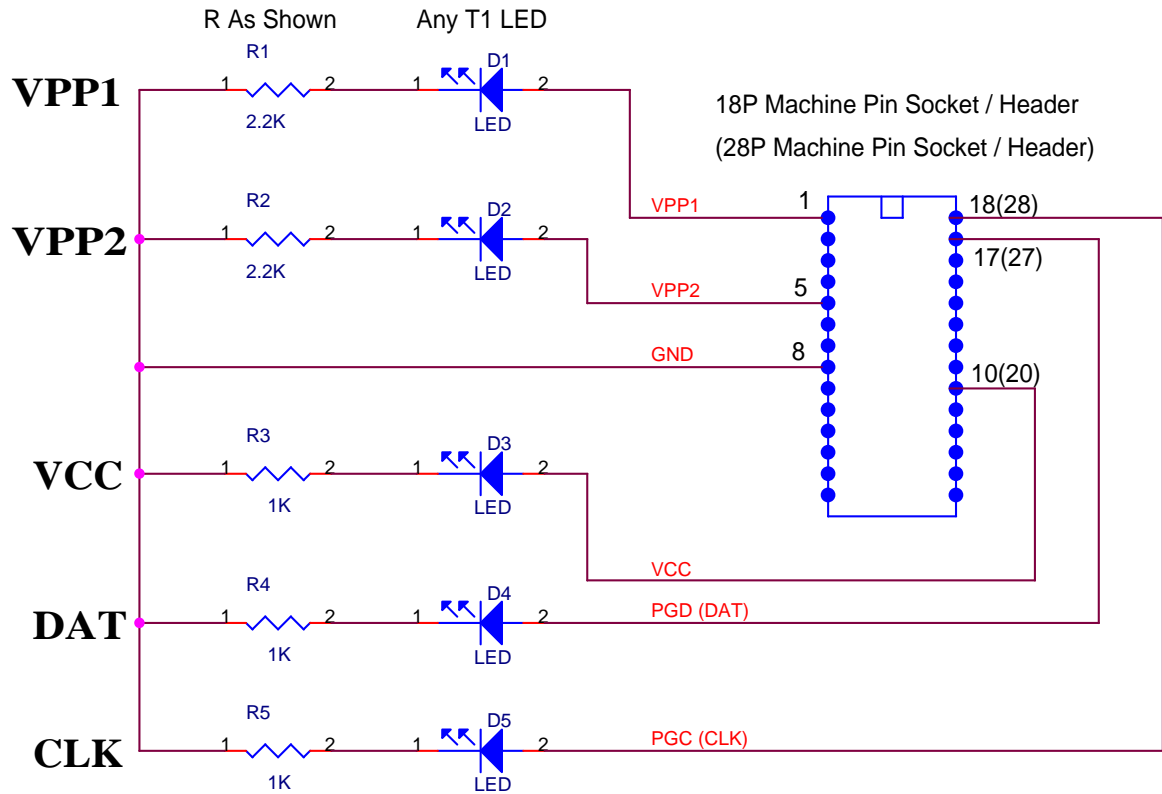 R As Shown Any T1 LED
R1 D1
VPP1 1 2 1 2
2.2K LED
18P Machine Pin Socket / Header
(28P Machine Pin Socket / Header)
R2 D2
VPP1 1 18(28)
VPP2 1 2 1 2
17(27)
2.2K LED
VPP2 5
GND 8
10(20)
R3 D3
VCC 1 2 1 2
1K LED
VCC
R4 D4
PGD (DAT)
DAT 1 2 1 2
1K LED
R5 D5
PGC (CLK)
CLK 1 2 1 2
1K LED